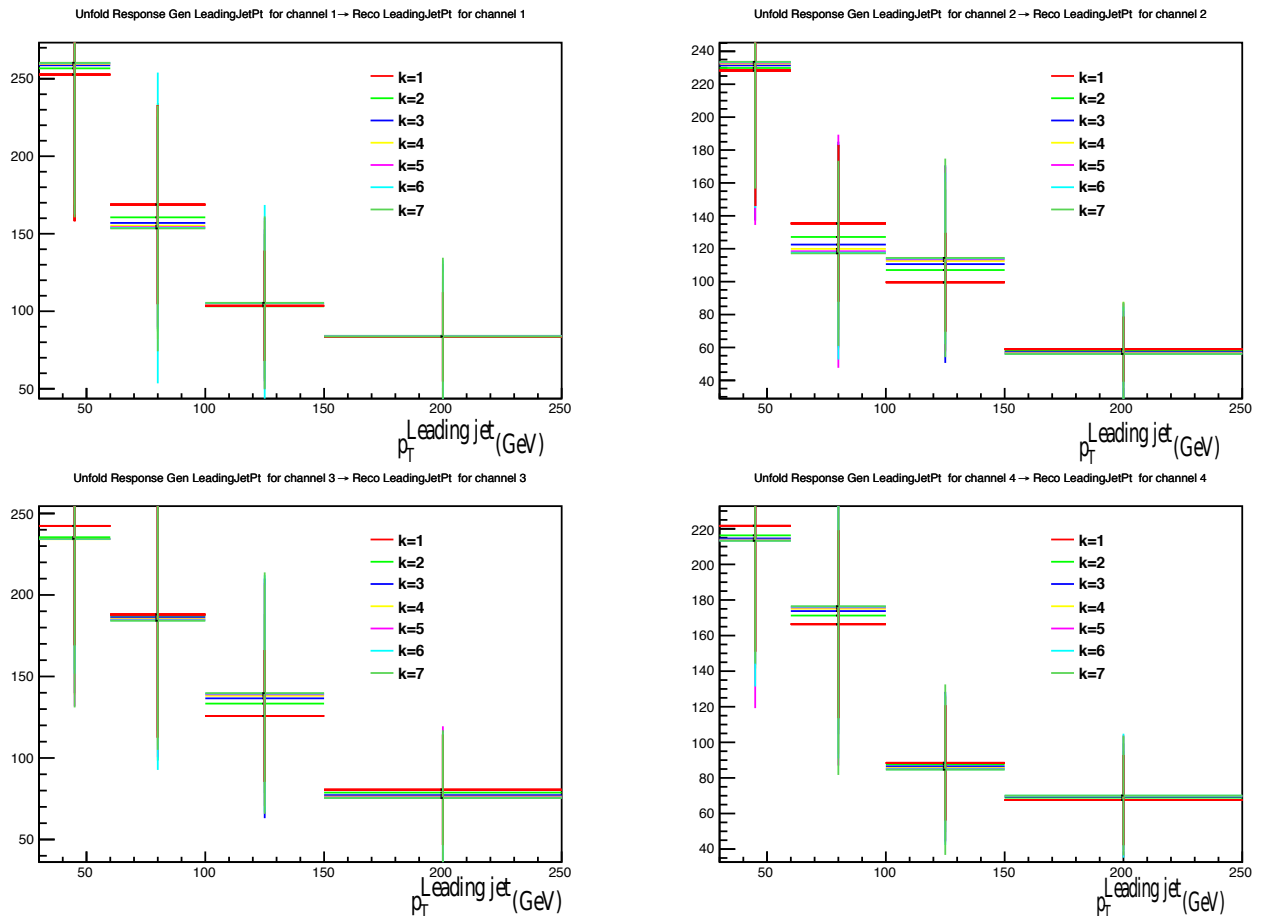 Unfold Response Gen LeadingJetPt for channel 1→ Reco LeadingJetPt for channel 1
250
200
150
100
50
k=1
k=2
k=3
k=4
k=5
k=6
k=7
50 100 150 200 250
p_T^Leading jet (GeV)
Unfold Response Gen LeadingJetPt for channel 2→ Reco LeadingJetPt for channel 2
240
220
200
180
160
140
120
100
80
60
40
k=1
k=2
k=3
k=4
k=5
k=6
k=7
50 100 150 200 250
p_T^Leading jet (GeV)
Unfold Response Gen LeadingJetPt for channel 3→ Reco LeadingJetPt for channel 3
250
200
150
100
50
k=1
k=2
k=3
k=4
k=5
k=6
k=7
50 100 150 200 250
p_T^Leading jet (GeV)
Unfold Response Gen LeadingJetPt for channel 4→ Reco LeadingJetPt for channel 4
220
200
180
160
140
120
100
80
60
40
k=1
k=2
k=3
k=4
k=5
k=6
k=7
50 100 150 200 250
p_T^Leading jet (GeV)